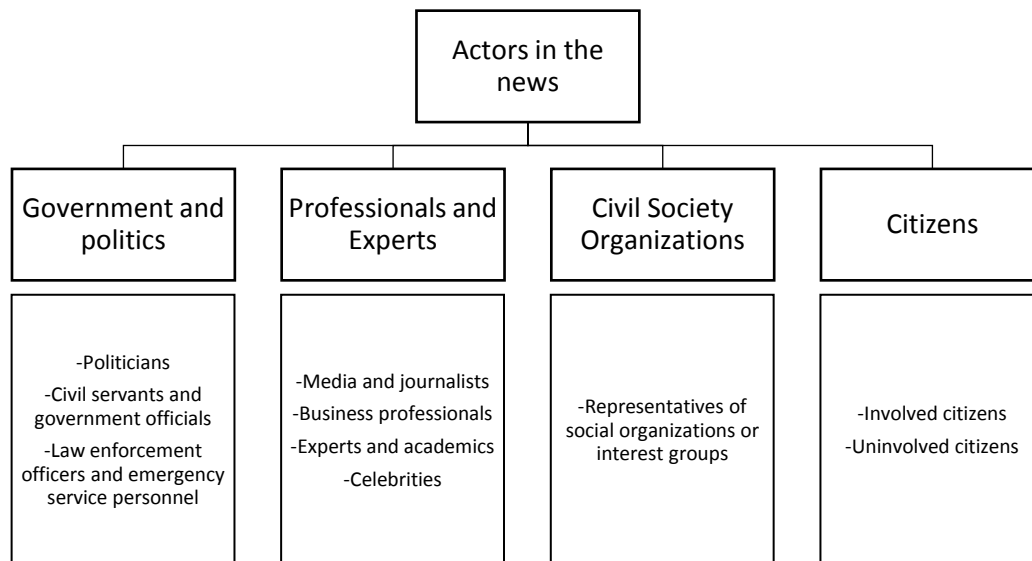 Actors in the
news
Government and
politics
Professionals and
Experts
Civil Society
Organizations
Citizens
-Politicians
-Civil servants and
government officials
-Law enforcement
officers and emergency
service personnel
-Media and journalists
-Business professionals
-Experts and academics
-Celebrities
-Representatives of
social organizations or
interest groups
-Involved citizens
-Uninvolved citizens